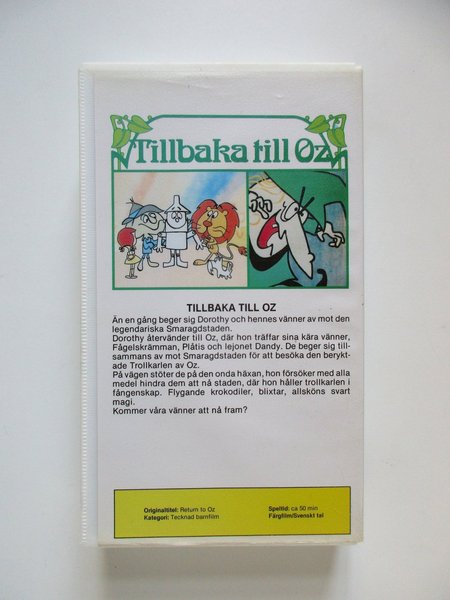 Tillbaka till Oz
TILLBAKA TILL OZ
Än en gång beger sig Dorothy och hennes vänner av mot den
legendariska Smaragdstaden.
Dorothy återvänder till Oz, där hon träffar sina kära vänner,
Fågelskrämman, Plåtis och lejonet Dandy. De beger sig till-
sammans av mot Smaragdstaden för att besöka den berykt-
ade Trollkarlen av Oz.
På vägen stöter de på den onda häxan, hon försöker med alla
medel hindra dem att nå staden, där hon håller trollkarlen i
fångenskap. Flygande krokodiler, blixtar, allsköns svart
magi.
Kommer våra vänner att nå fram?
Originaltitel: Return to Oz
Kategori: Tecknad barnfilm
Speltid: ca 50 min
Färgfilm/Svenskt tal